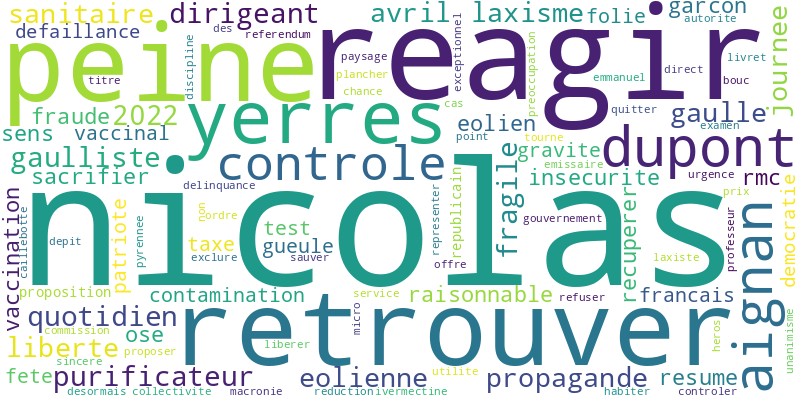 sanitaire dirigeant avril laxisme folie garcon autorite
defaillance des referendum
peine reagir
titre discipline paysage plancher chance exceptionnel preoccupation emmanuel direct bouc livret journee
fraude 2022 yerres cas eolien quitter gaulle
sens vaccinal point tourne examen
gaulliste controle gravite dupont
emissaire
sacrifier delinquance fragile insecurite urgence rmc
nicolas
vaccination caillebotte patriote non ordre test representer republicain gouvernement recuperer prix democratie
depit pyrennee taxe gueule professeur aignan
exclure sauver offre laxiste
proposition contamination service raisonnable refuser francais
quotidien micro retrouver heros unanimisme
commission ose
liberte proposer liberer
sincere utilite
fete purificateur eolienne propagande resume
desormais collectivite macronie reduction ivermectine habiter controler